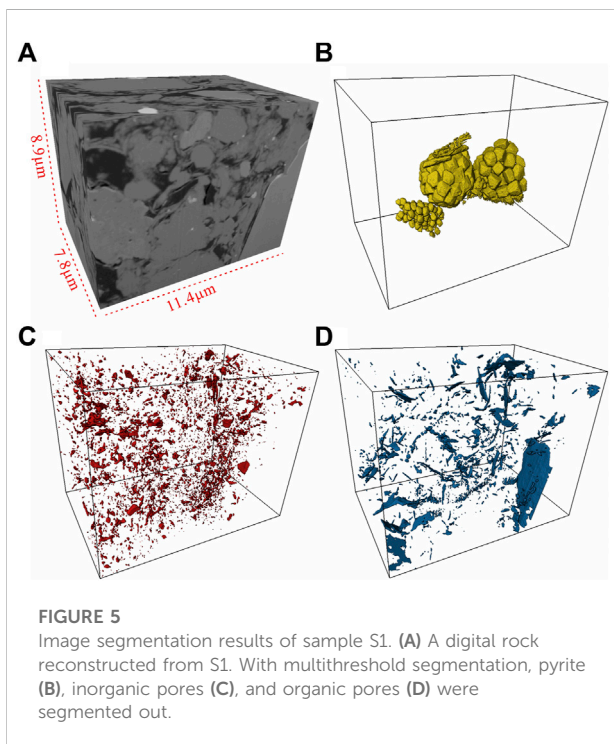 A
B
8.9μm
7.8μm
11.4μm
C
D
FIGURE 5
Image segmentation results of sample S1. (A) A digital rock
reconstructed from S1. With multithreshold segmentation, pyrite
(B), inorganic pores (C), and organic pores (D) were
segmented out.